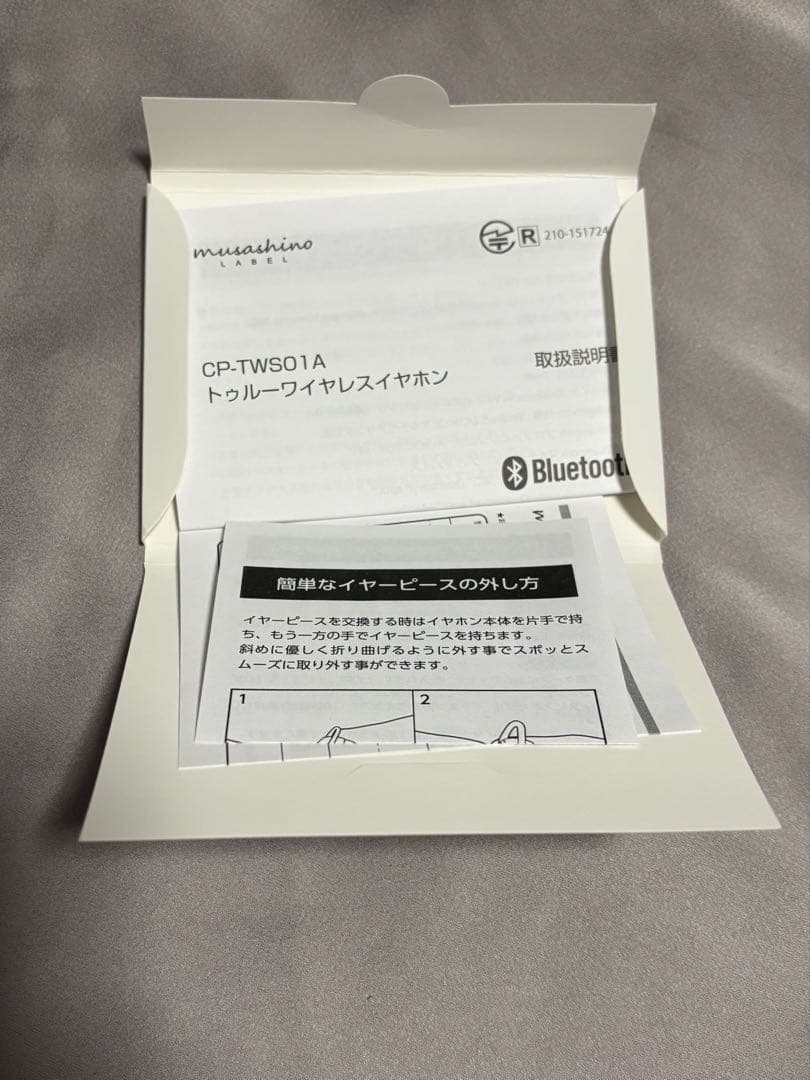 musashino
LABEL
R 210-151724
CP-TWS01A
トゥルーワイヤレスイヤホン
取扱説明
Bluetoot
簡単なイヤーピースの外し方
イヤーピースを交換する時はイヤホン本体を片手で持
ち、もう一方の手でイヤーピースを持ちます。
斜めに優しく折り曲げるように外す事でスポッとス
ムーズに取り外す事ができます。
1
2